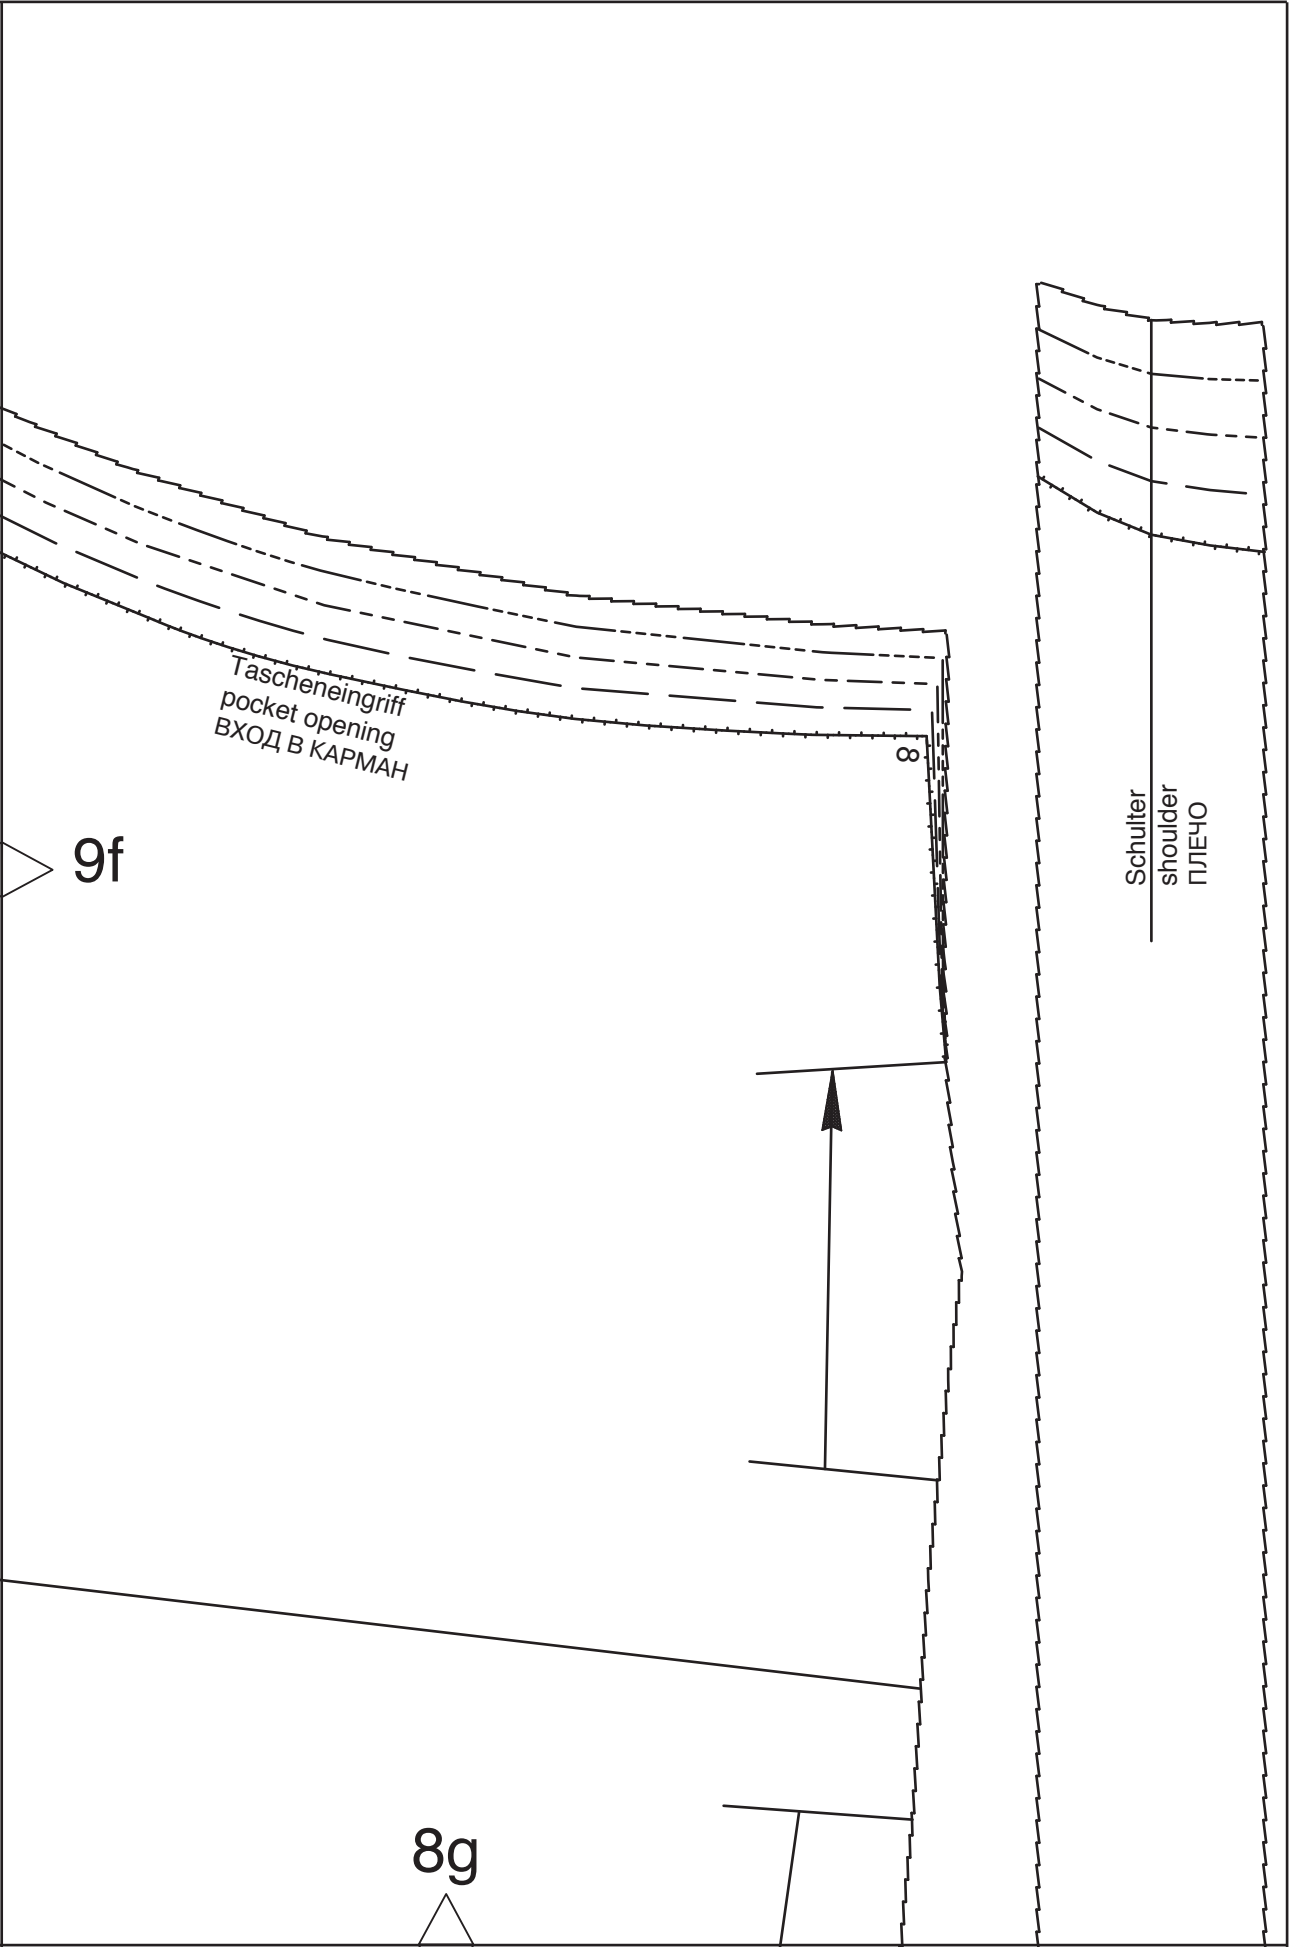 Tascheneingriff
pocket opening
ВХОД В КАРМАН
8
9f
Schulter
shoulder
ПЛЕЧО
8g